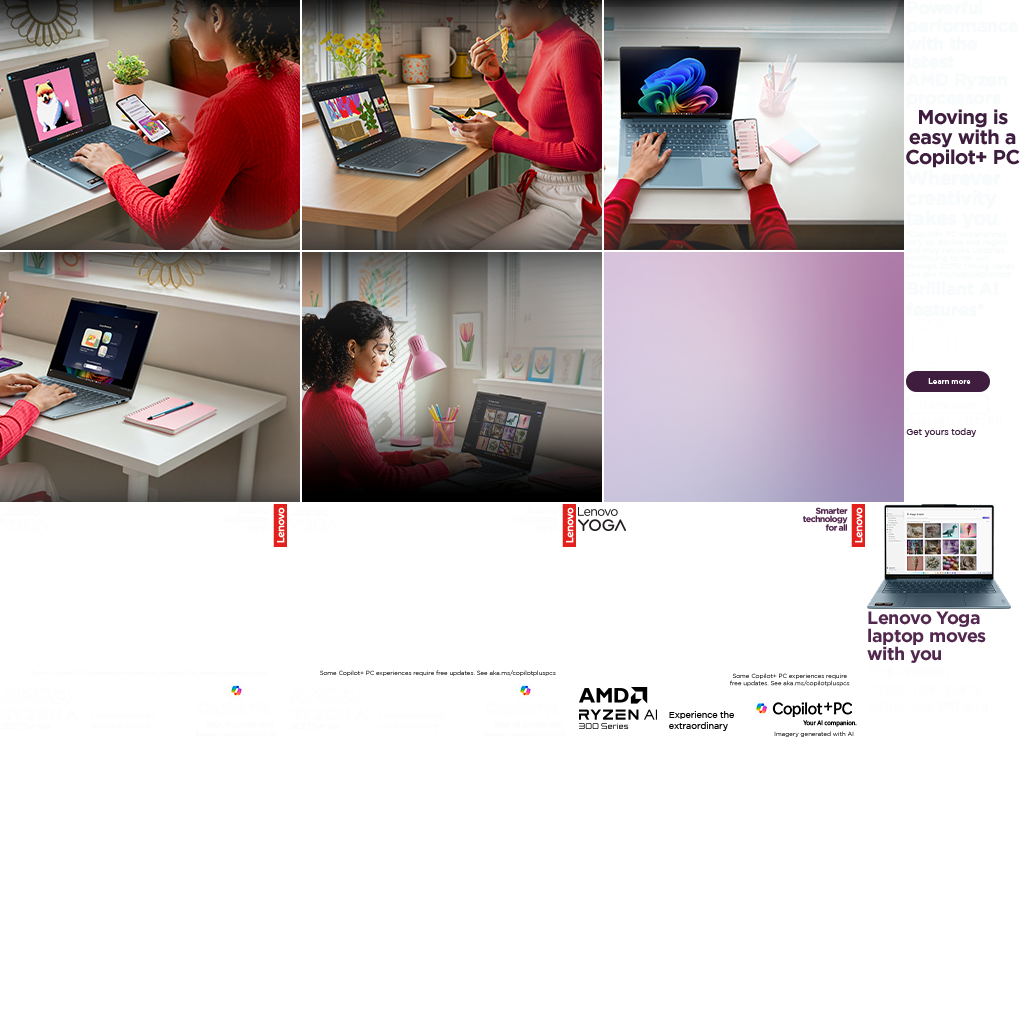 Powerful
performance
with the
latest
AMD Ryzen
processors
Moving is
easy with a
Copilot+ PC
Wherever
creativity
takes you
Brilliant AI
features*
Learn more
Get yours today
Lenovo
Lenovo
Lenovo
YOGA
Smarter
technology
for all
Lenovo
Lenovo Yoga
laptop moves
with you
Some Copilot+ PC experiences require free updates. See aka.ms/copilotpluspcs
Some Copilot+ PC experiences require
free updates. See aka.ms/copilotpluspcs
AMD
RYZEN AI
300 Series
Experience the
extraordinary
Copilot+PC
Your AI companion.
Imagery generated with AI